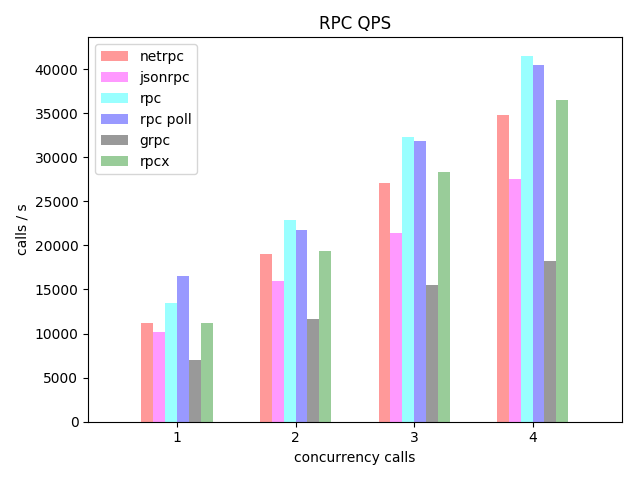 RPC QPS
netrpc
jsonrpc
rpc
rpc poll
grpc
rpcx
calls / s
40000
35000
30000
25000
20000
15000
10000
5000
0
1 2 3 4
concurrency calls